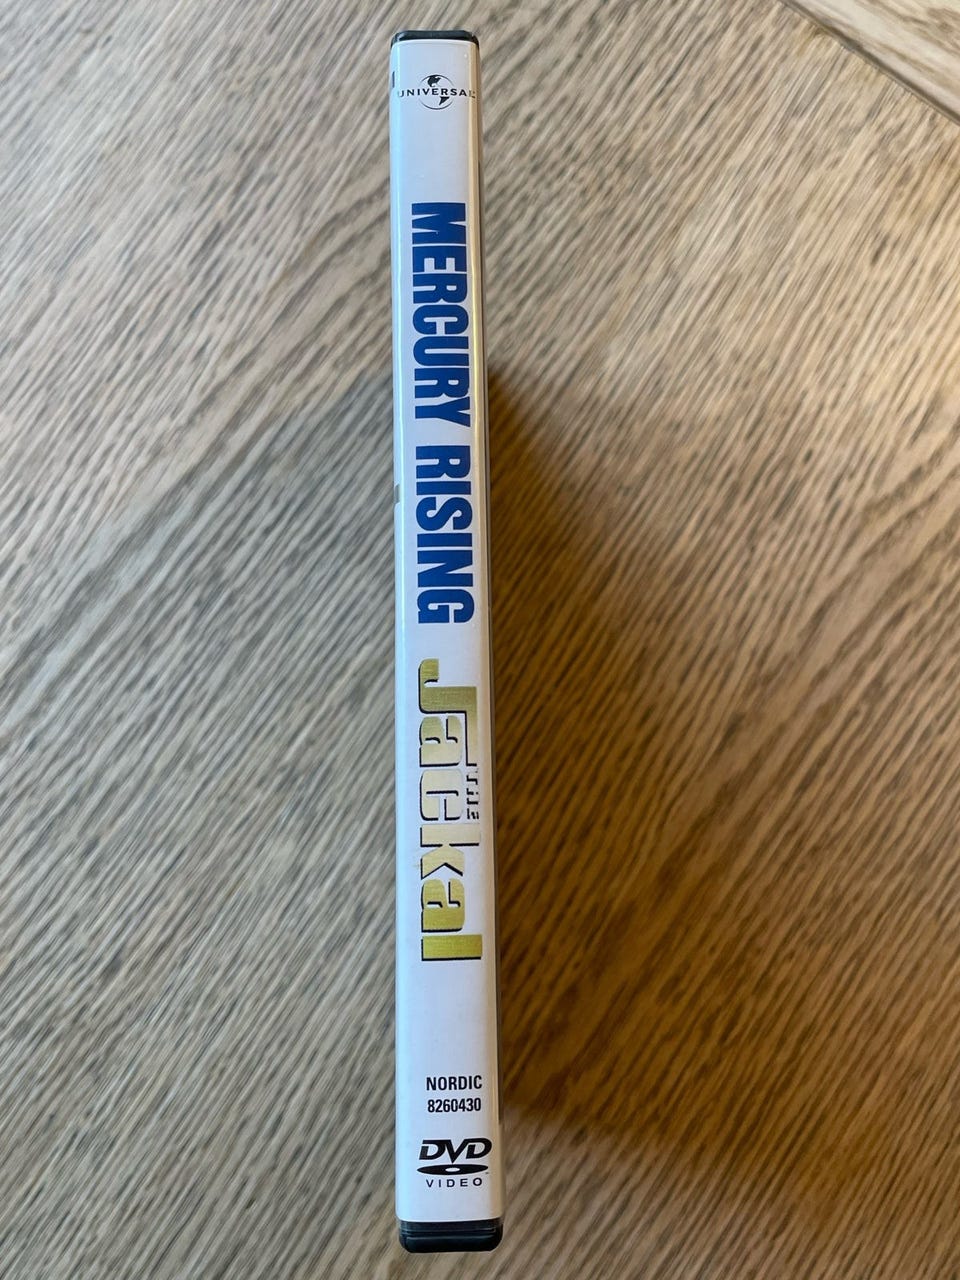 UNIVERSAL
MERCURY RISING
THE
Jackal
NORDIC
8260430
DVD
VIDEO